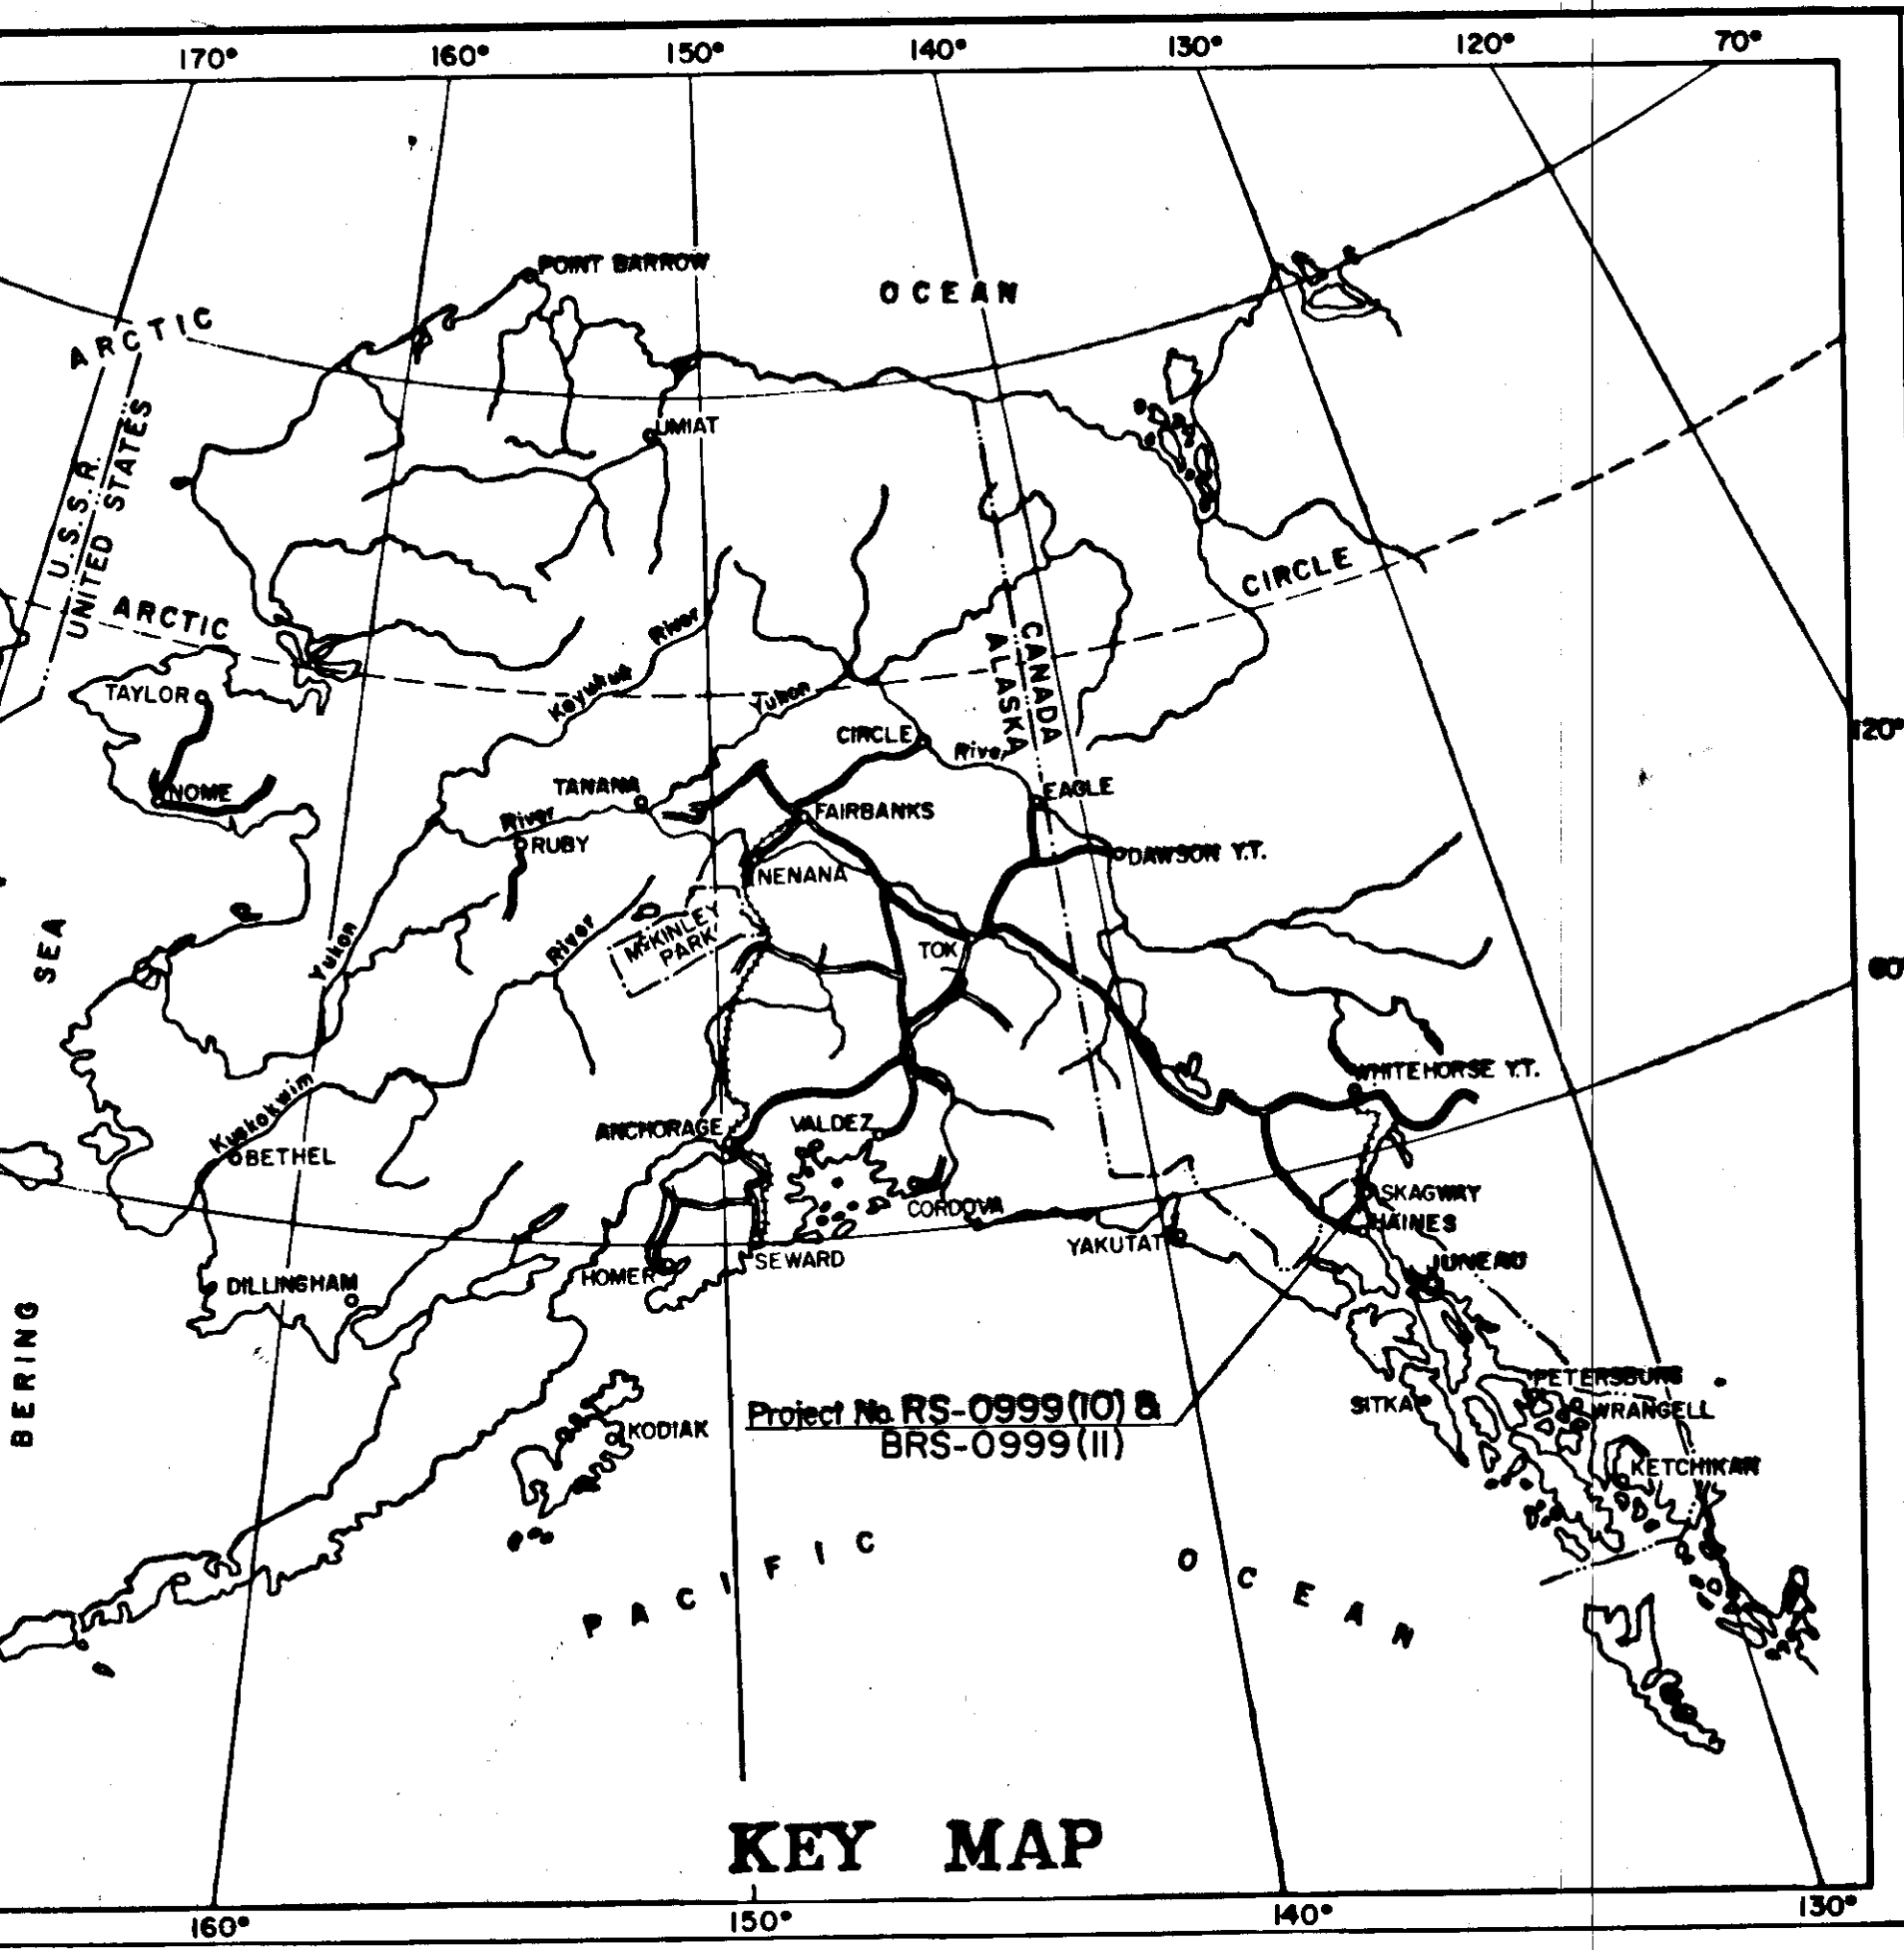 170° 160° 150° 140° 130° 120° 70°
POINT BARROW
OCEAN
ARCTIC
U.S.S.R.
UNITED STATES
UMIAT
CIRCLE
ARCTIC
River
Koyukuk
Yukon
CANADA
ALASKA
TAYLOR
CIRCLE
River
120°
NOME
TANANA
EAGLE
FAIRBANKS
River
RUBY
DAWSON Y.T.
NENANA
McKINLEY
PARK
River
TOK
SEA
Yukon
60°
WHITEHORSE Y.T.
Kuskokwim
ANCHORAGE
VALDEZ
BETHEL
SKAGWAY
CORDOVA
HAINES
YAKUTAT
SEWARD
JUNEAU
HOMER
DILLINGHAM
BERING
PETERSBURG
SITKA
WRANGELL
Project No. RS-0999(10) &
BRS-0999(11)
KODIAK
KETCHIKAN
PACIFIC OCEAN
KEY MAP
160° 150° 140° 130°